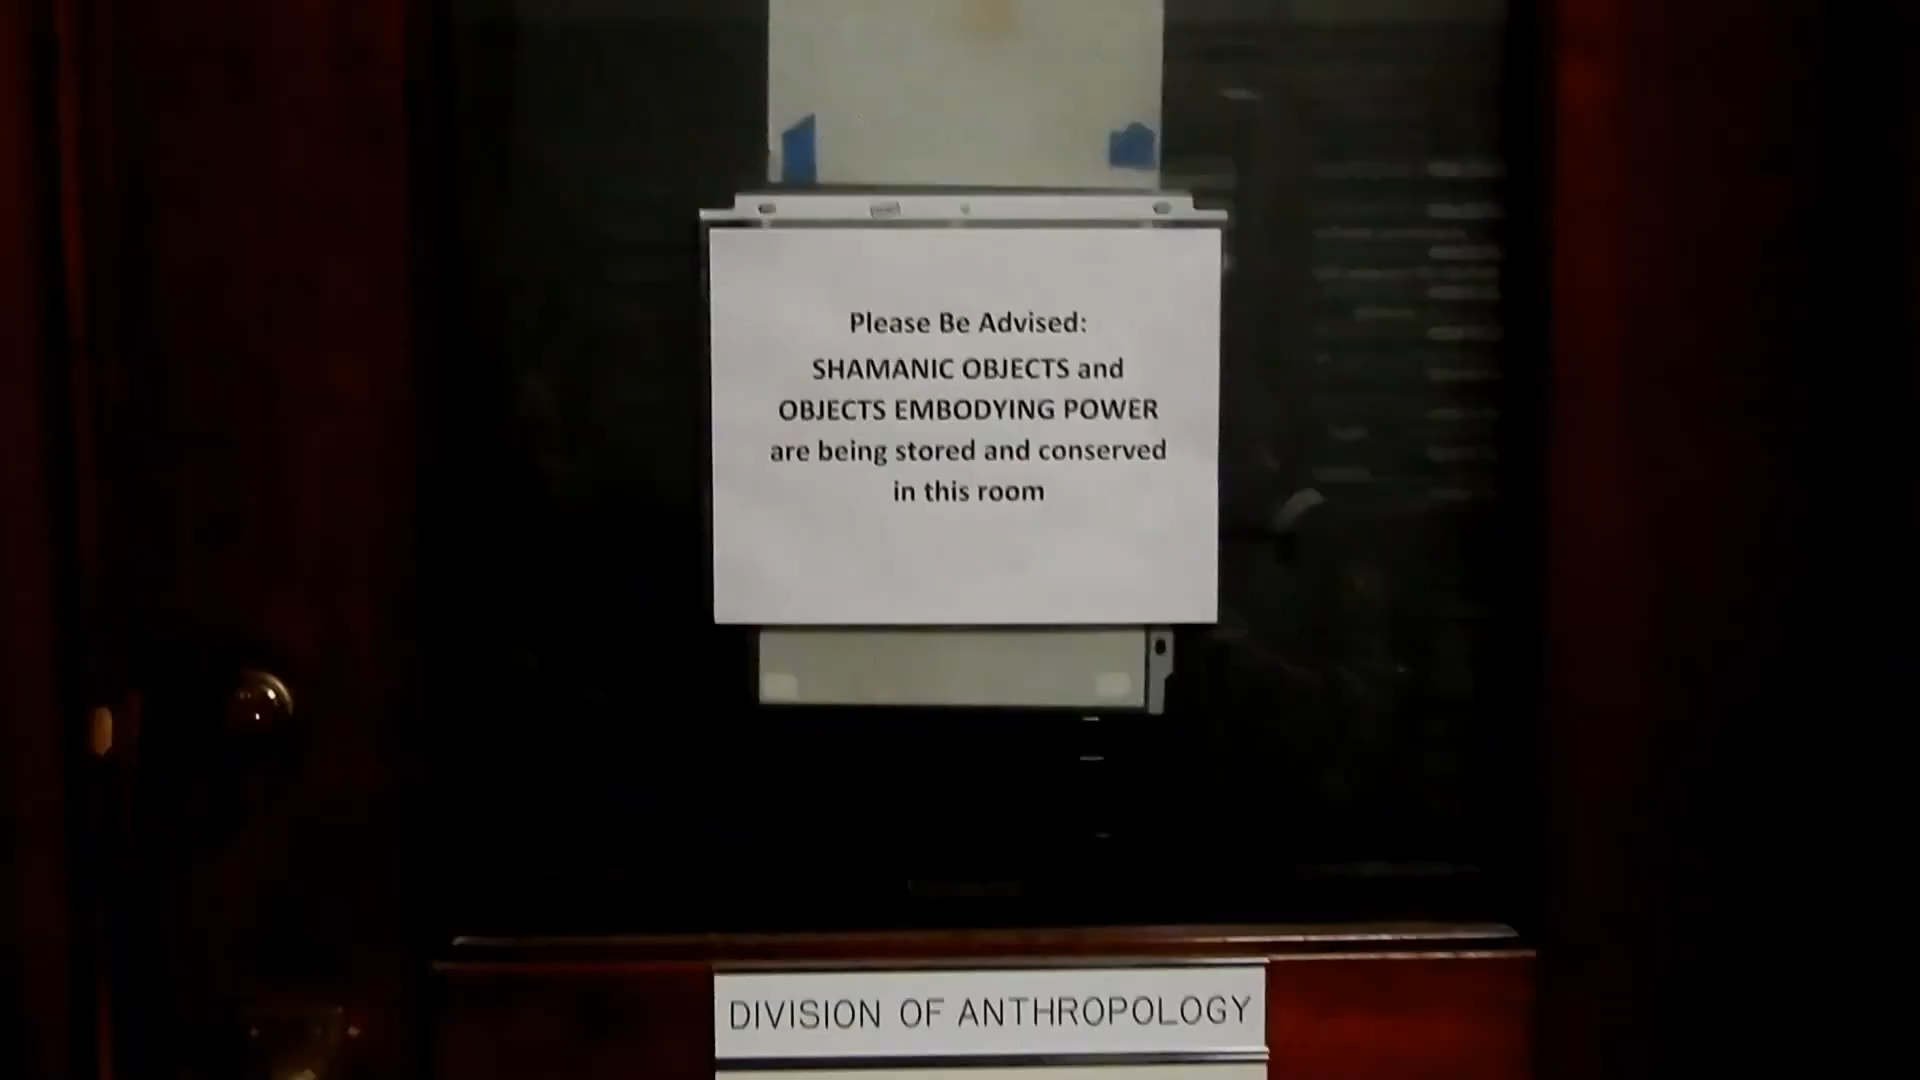 Please Be Advised:
SHAMANIC OBJECTS and
OBJECTS EMBODYING POWER
are being stored and conserved
in this room
DIVISION OF ANTHROPOLOGY